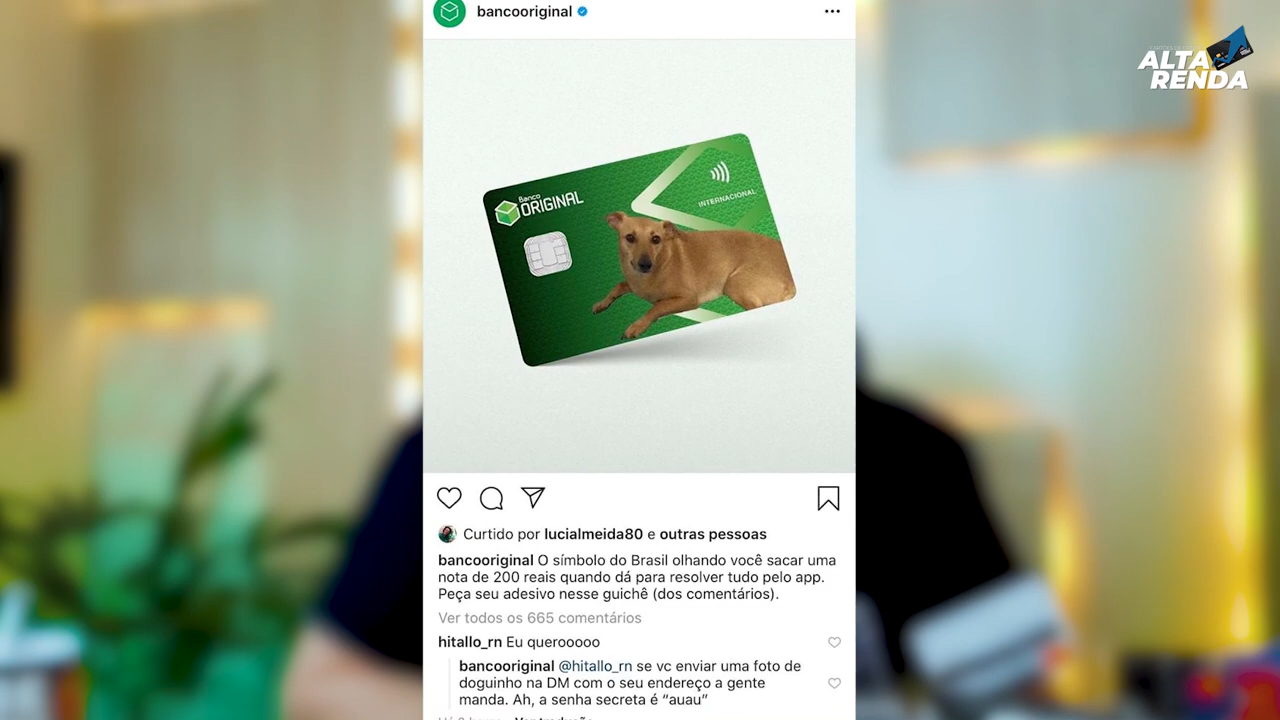 bancooriginal
ALTA
RENDA
Banco
ORIGINAL
INTERNACIONAL
Curtido por lucialmeida80 e outras pessoas
bancooriginal O símbolo do Brasil olhando você sacar uma
nota de 200 reais quando dá para resolver tudo pelo app.
Peça seu adesivo nesse guichê (dos comentários).
Ver todos os 665 comentários
hitallo_rn Eu querooooo
bancooriginal @hitallo_rn se vc enviar uma foto de
doguinho na DM com o seu endereço a gente
manda. Ah, a senha secreta é “auau”